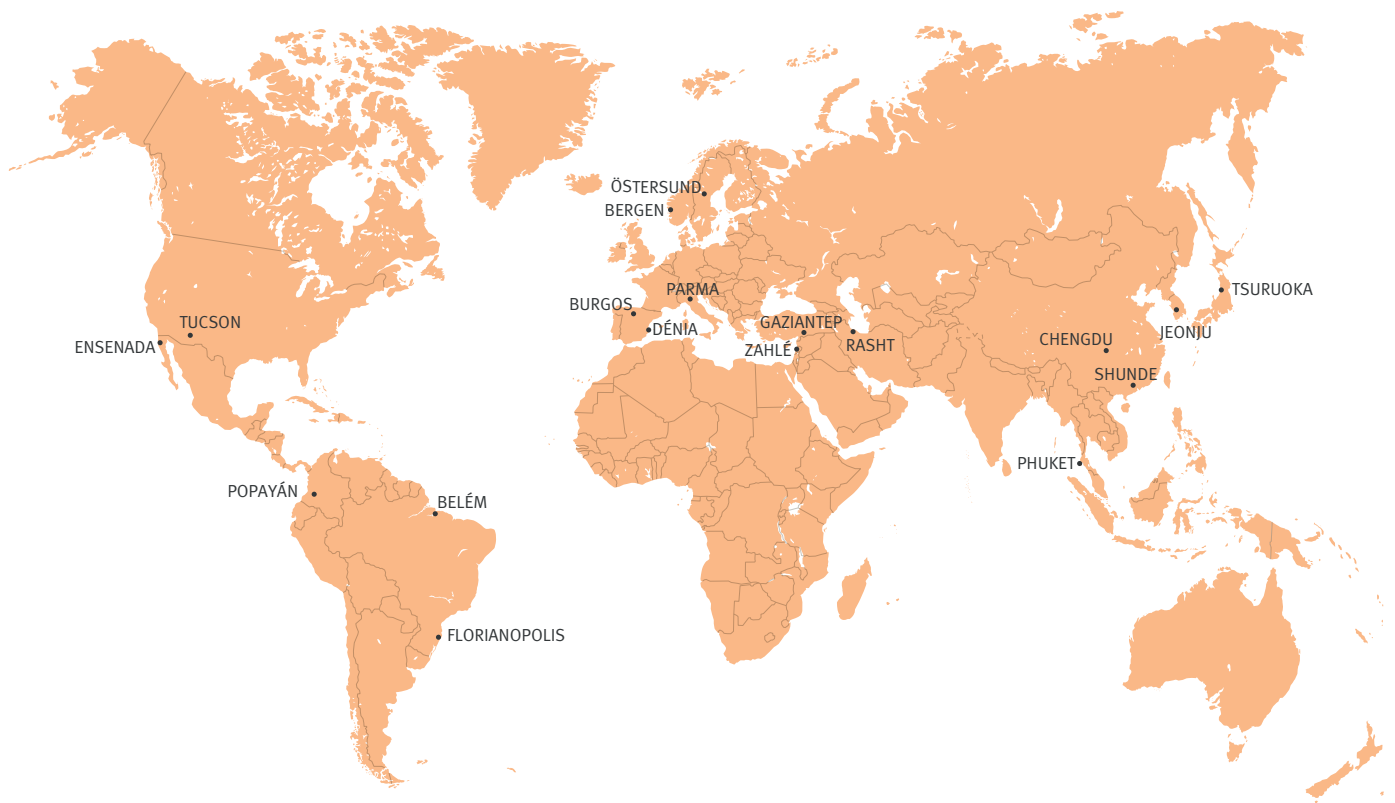 ÖSTERSUND
BERGEN
PARMA
TSURUOKA
BURGOS
TUCSON
GAZIANTEP
DÉNIA
JEONJU
CHENGDU
ENSENADA
ZAHLÉ
RASHT
SHUNDE
PHUKET
POPAYÁN
BELÉM
FLORIANOPOLIS